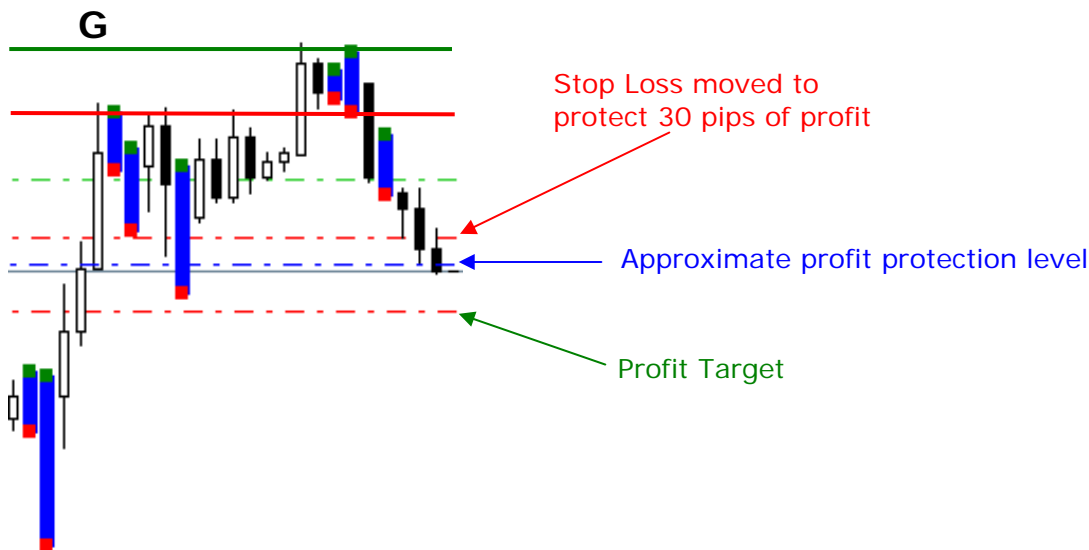 G
Stop Loss moved to
protect 30 pips of profit
Approximate profit protection level
Profit Target